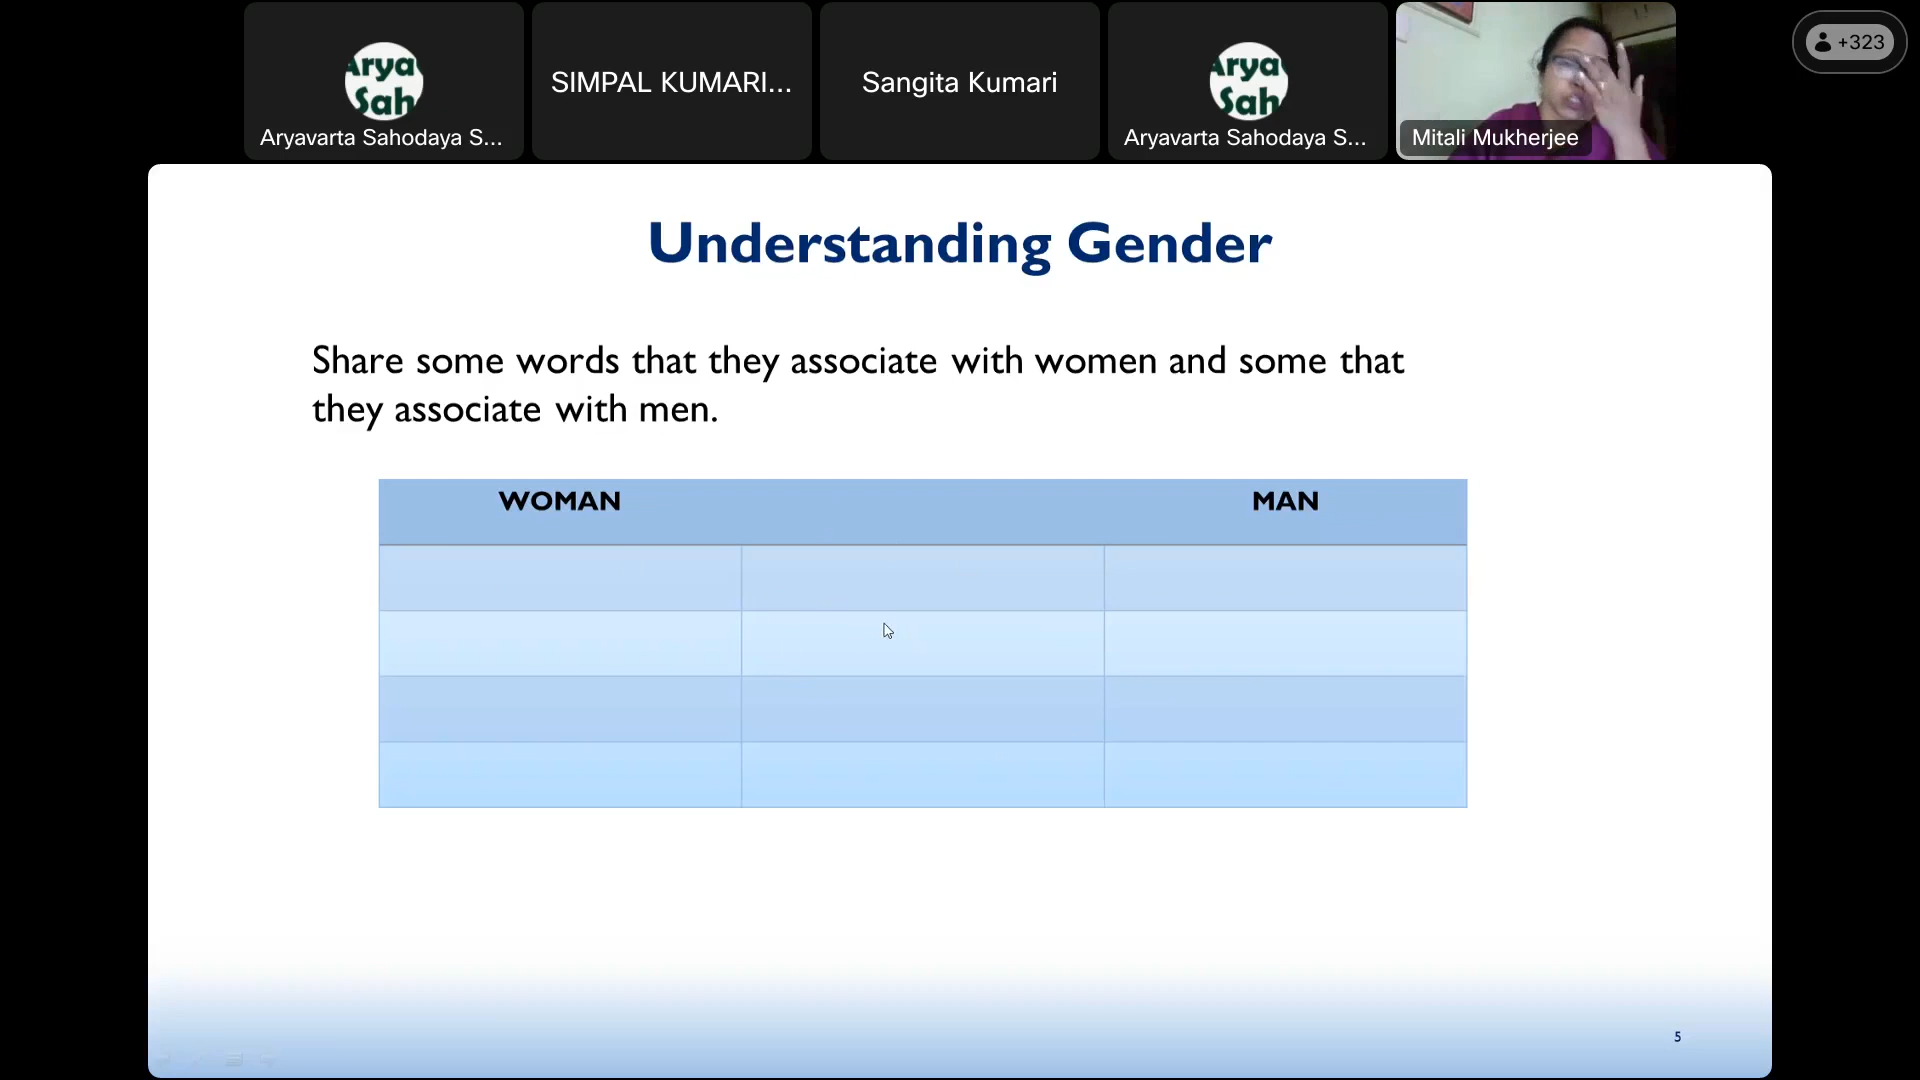 Arya
Sah
Aryavarta Sahodaya S...
SIMPAL KUMARI...
Sangita Kumari
Arya
Sah
Aryavarta Sahodaya S...
Mitali Mukherjee
+323
Understanding Gender
Share some words that they associate with women and some that
they associate with men.
WOMAN
MAN
5